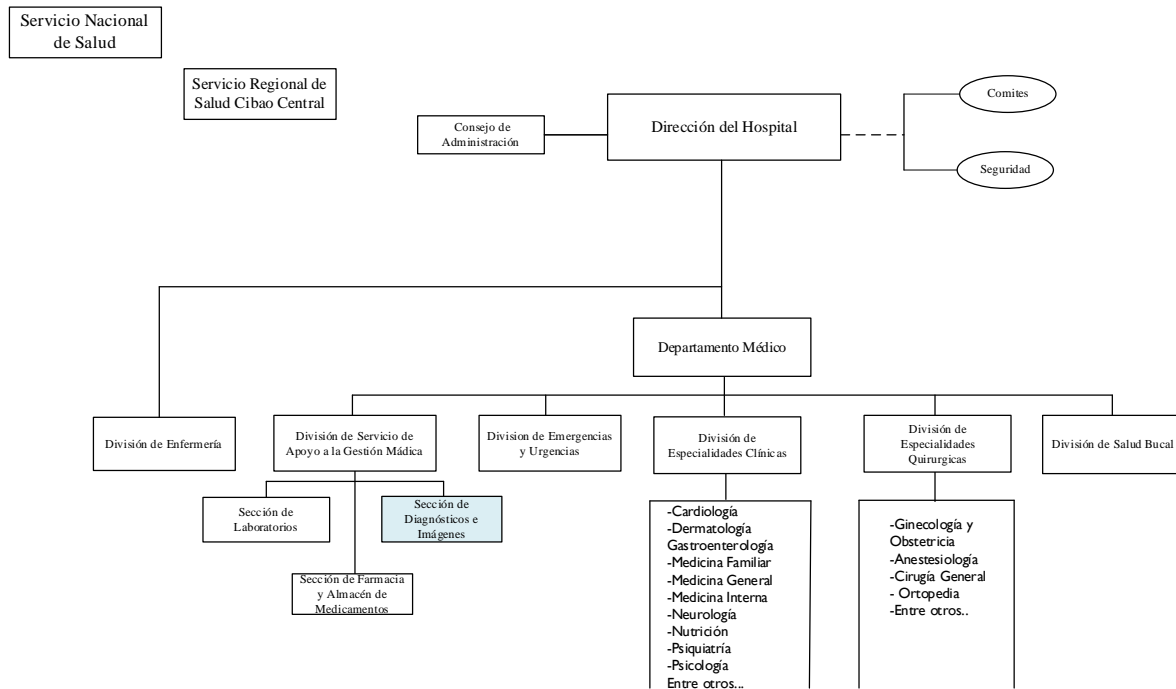 Servicio Nacional
de Salud
Servicio Regional de
Salud Cibao Central
Consejo de
Administración
Dirección del Hospital
Comites
Seguridad
Departamento Médico
División de Enfermería
División de Servicio de
Apoyo a la Gestión Mádica
Division de Emergencias
y Urgencias
División de
Especialidades Clínicas
División de
Especialidades
Quirurgicas
División de Salud Bucal
Sección de
Laboratorios
Sección de
Diagnósticos e
Imágenes
Sección de Farmacia
y Almacén de
Medicamentos
-Cardiología
-Dermatología
Gastroenterología
-Medicina Familiar
-Medicina General
-Medicina Interna
-Neurología
-Nutrición
-Psiquiatría
-Psicología
Entre otros...
-Ginecología y
Obstetricia
-Anestesiología
-Cirugía General
- Ortopedia
-Entre otros..